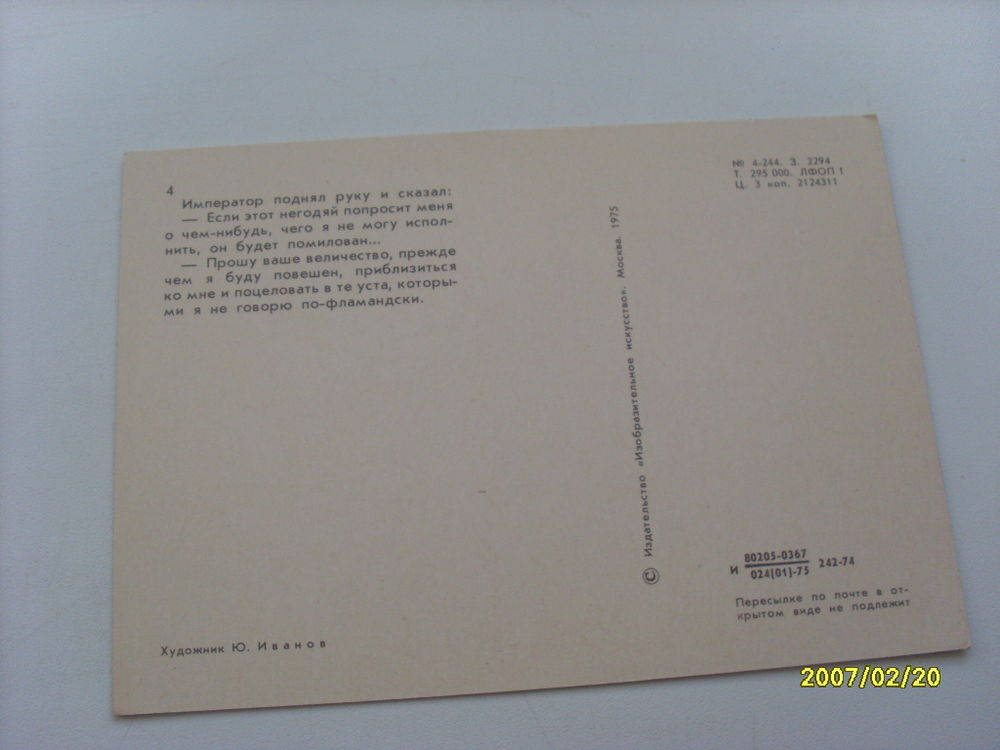 4
Император поднял руку и сказал:
— Если этот негодяй попросит меня
о чем-нибудь, чего я не могу испол-
нить, он будет помилован...
— Прошу ваше величество, прежде
чем я буду повешен, приблизиться
ко мне и поцеловать в те уста, которы-
ми я не говорю по-фламандски.
Художник Ю. Иванов
© Издательство «Изобразительное искусство». Москва. 1975
№ 4-244. З. 2294
Т. 295 000. ЛФОП 1
Ц. 3 коп. 2124311
И 80205-0367
024(01)-75 242-74
Пересылке по почте в от-
крытом виде не подлежит
2007/02/20